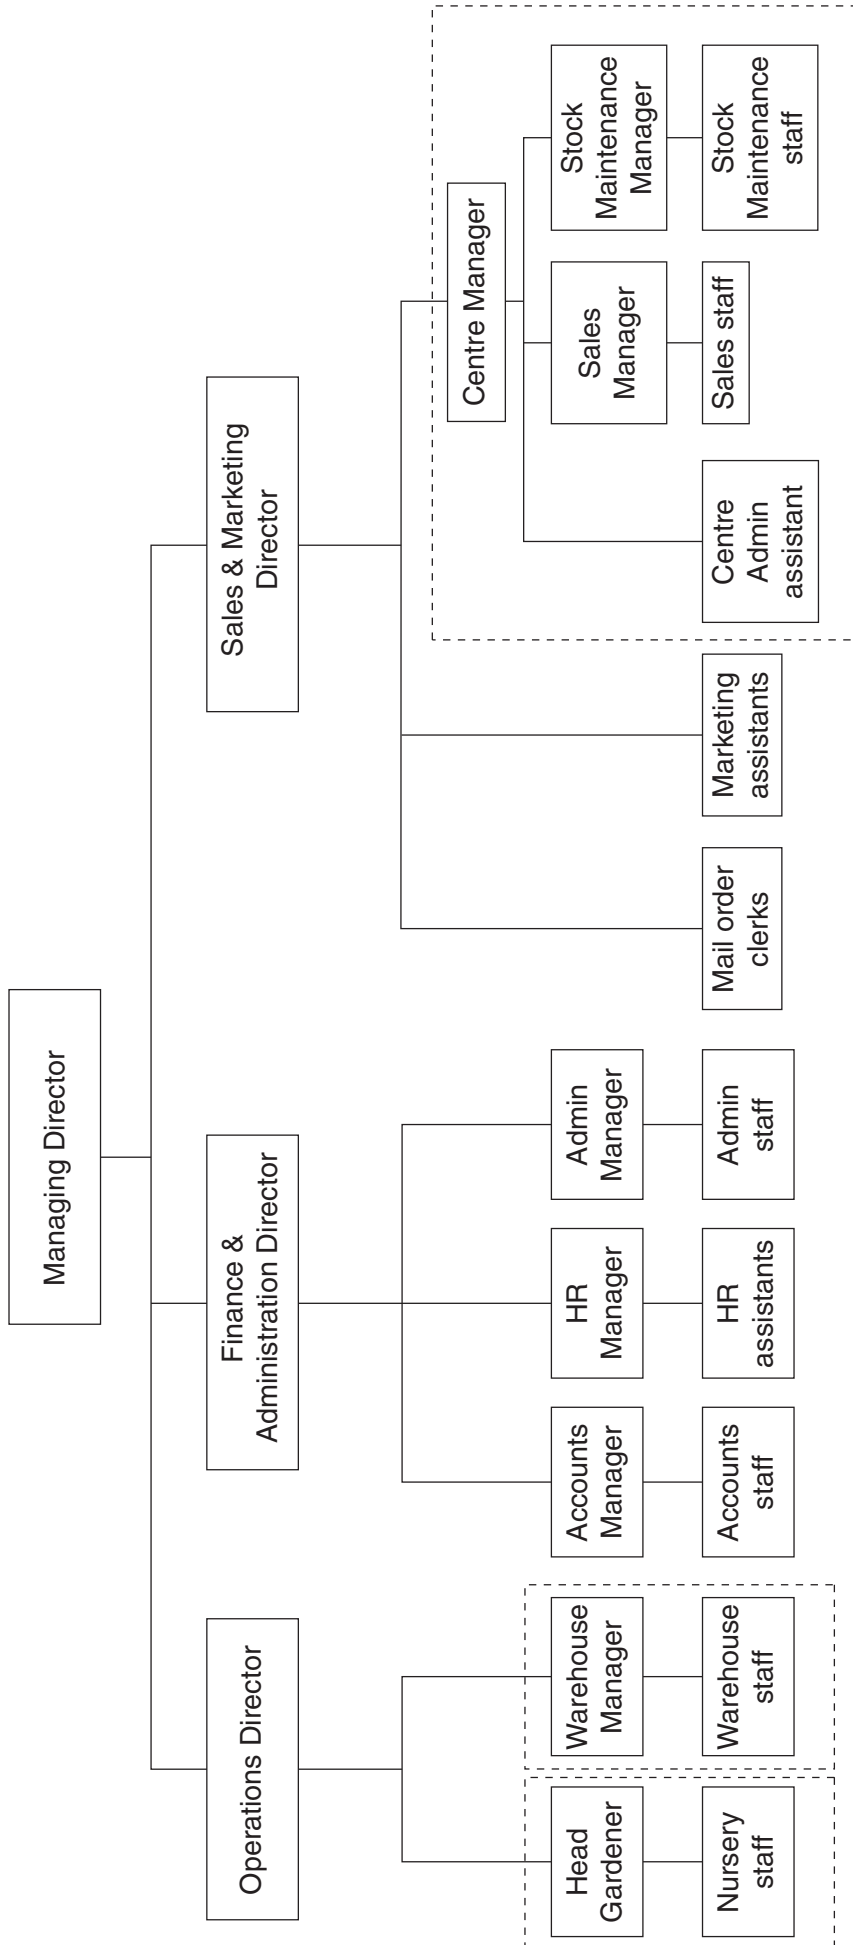 Managing Director
Operations Director
Finance &
Administration Director
Sales & Marketing
Director
Centre Manager
Head
Gardener
Warehouse
Manager
Accounts
Manager
HR
Manager
Admin
Manager
Sales
Manager
Stock
Maintenance
Manager
Nursery
staff
Warehouse
staff
Accounts
staff
HR
assistants
Admin
staff
Mail order
clerks
Marketing
assistants
Centre
Admin
assistant
Sales staff
Stock
Maintenance
staff